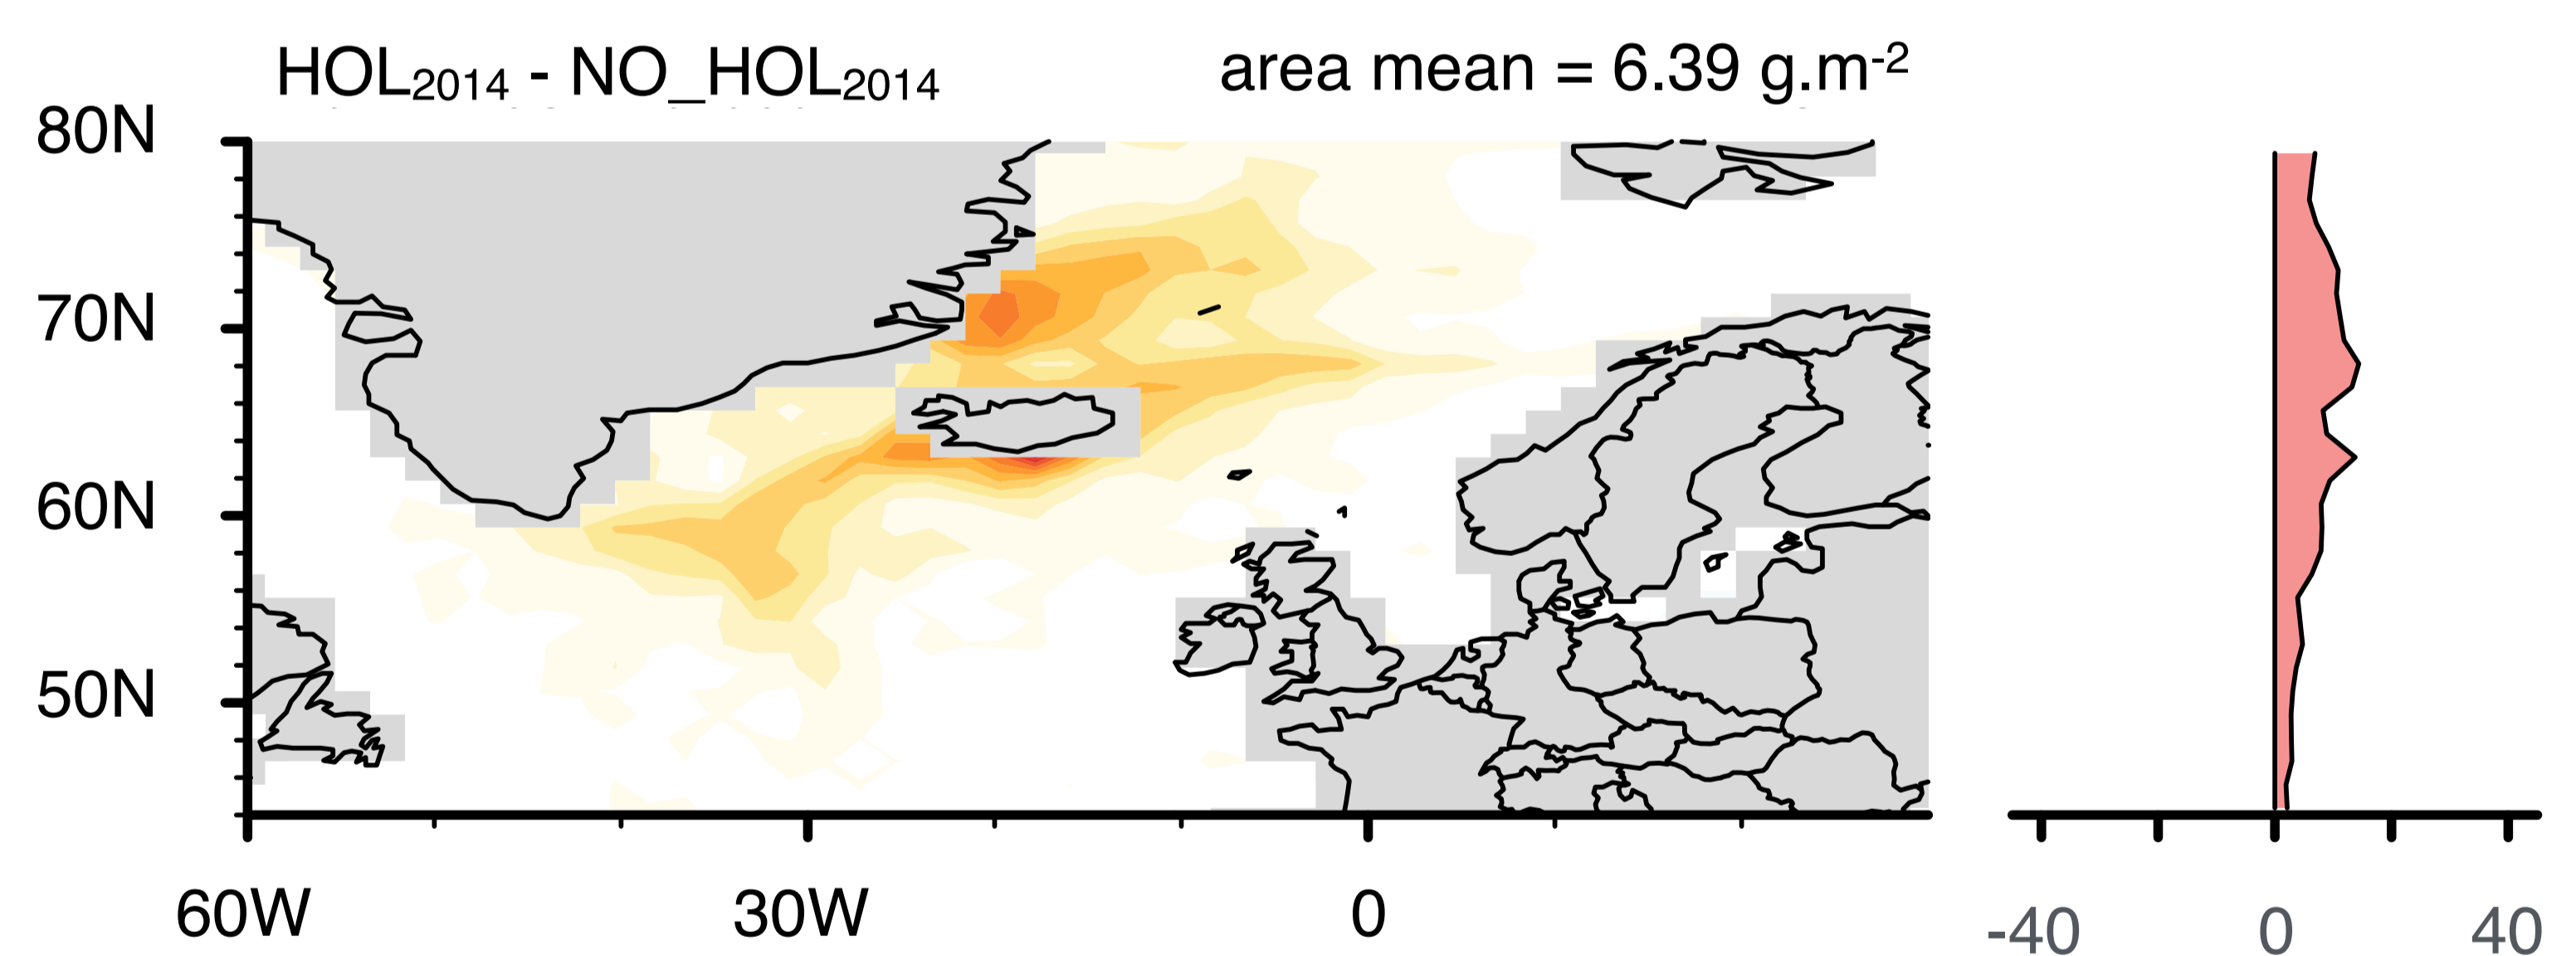 HOL2014 - NO_HOL2014 area mean = 6.39 g.m-2
80N
70N
60N
50N
60W 30W 0 -40 0 40